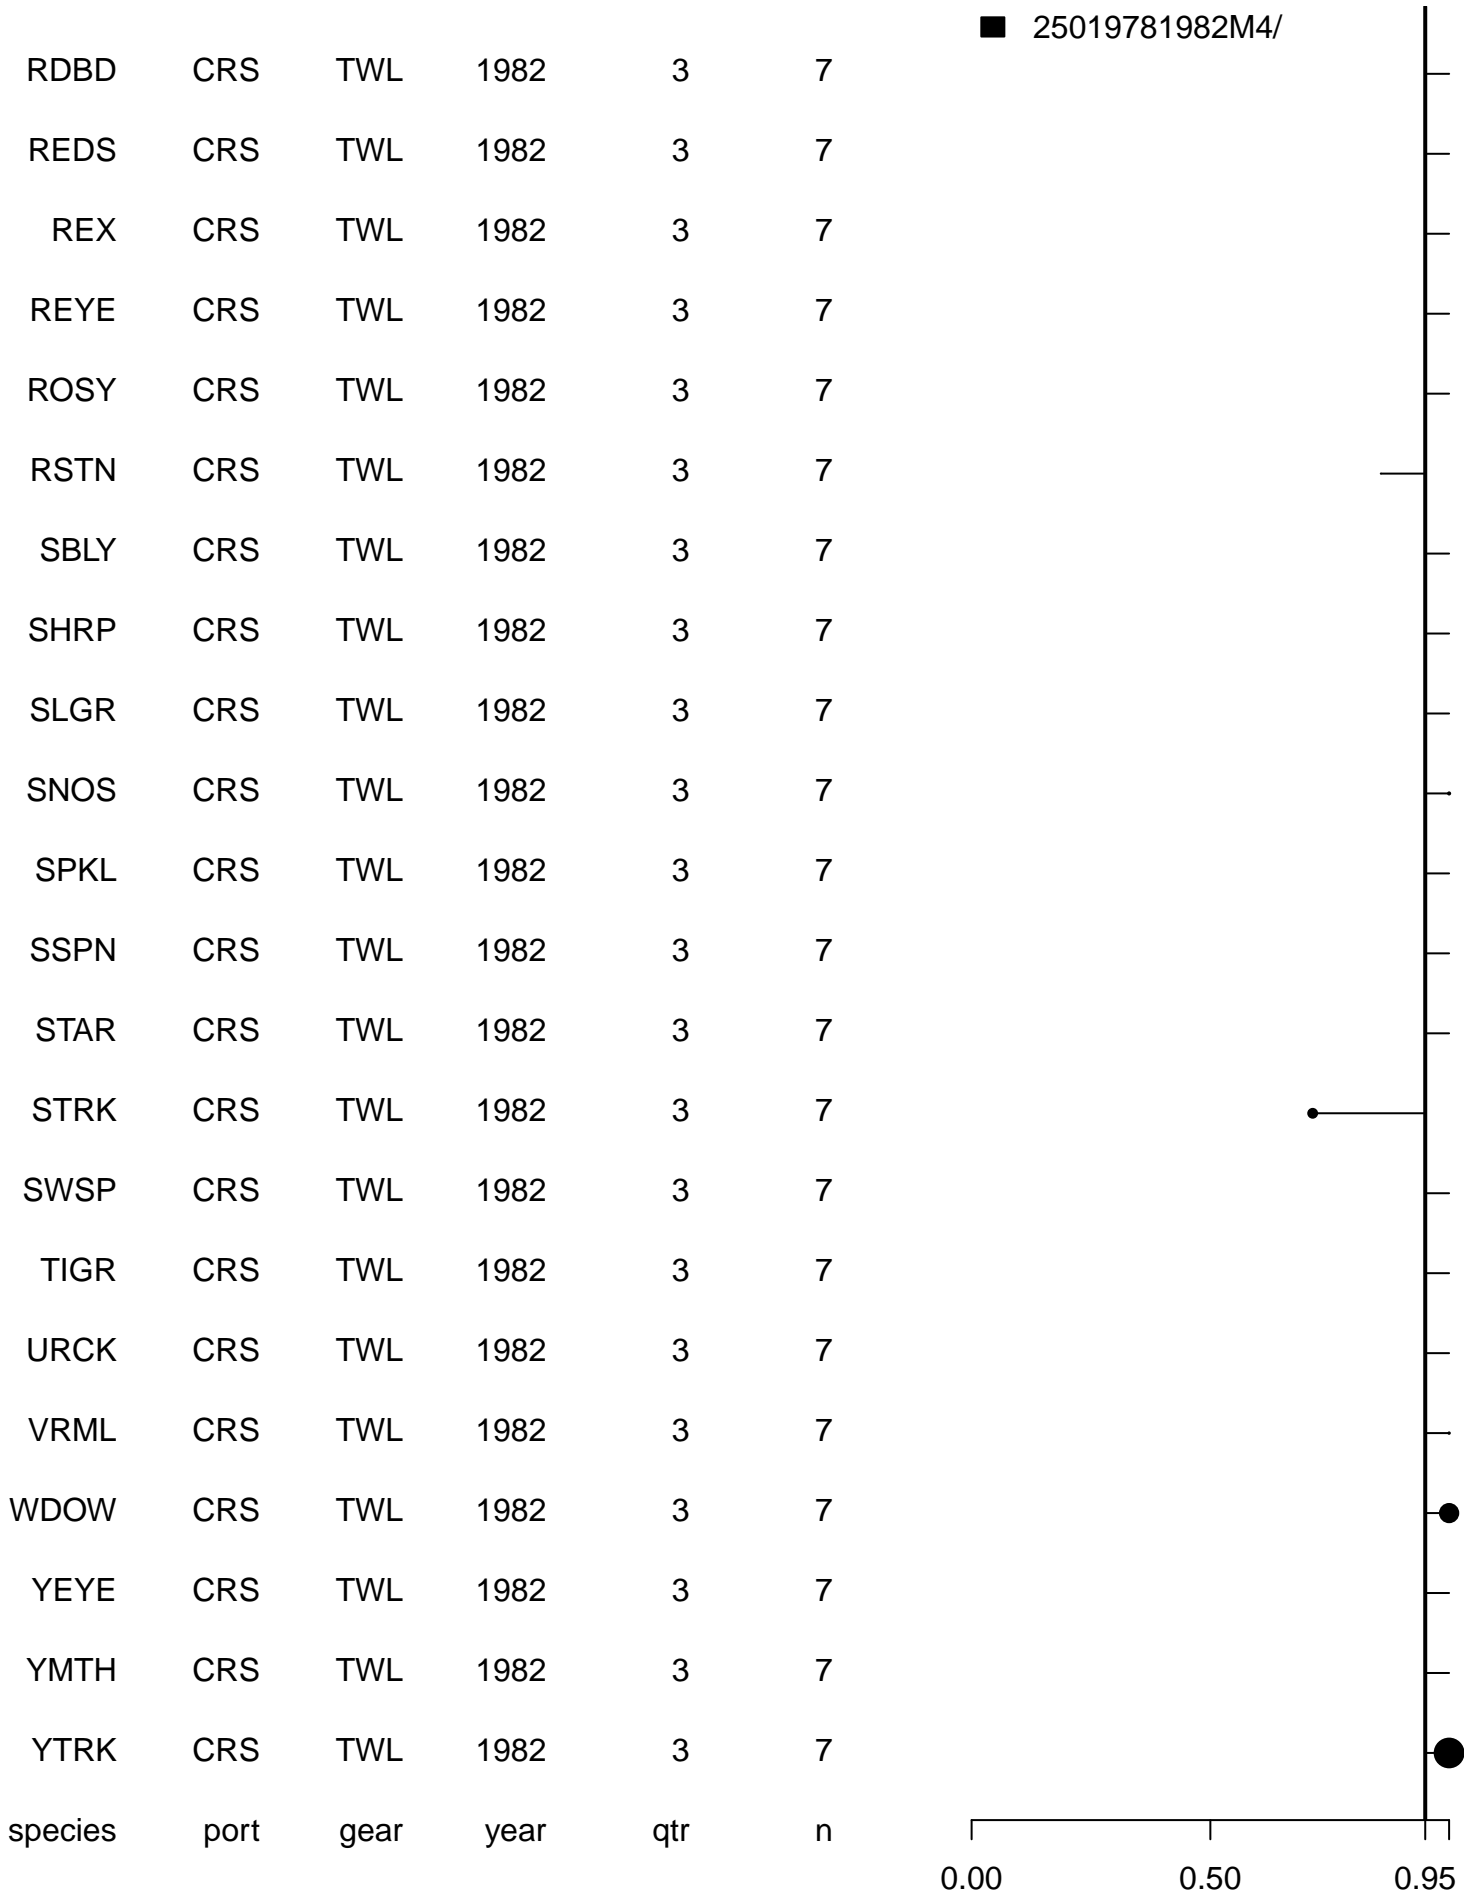 25019781982M4/
RDBD CRS TWL 1982 3 7
REDS CRS TWL 1982 3 7
REX CRS TWL 1982 3 7
REYE CRS TWL 1982 3 7
ROSY CRS TWL 1982 3 7
RSTN CRS TWL 1982 3 7
SBLY CRS TWL 1982 3 7
SHRP CRS TWL 1982 3 7
SLGR CRS TWL 1982 3 7
SNOS CRS TWL 1982 3 7
SPKL CRS TWL 1982 3 7
SSPN CRS TWL 1982 3 7
STAR CRS TWL 1982 3 7
STRK CRS TWL 1982 3 7
SWSP CRS TWL 1982 3 7
TIGR CRS TWL 1982 3 7
URCK CRS TWL 1982 3 7
VRML CRS TWL 1982 3 7
WDOW CRS TWL 1982 3 7
YEYE CRS TWL 1982 3 7
YMTH CRS TWL 1982 3 7
YTRK CRS TWL 1982 3 7
species port gear year qtr n
0.00 0.50 0.95